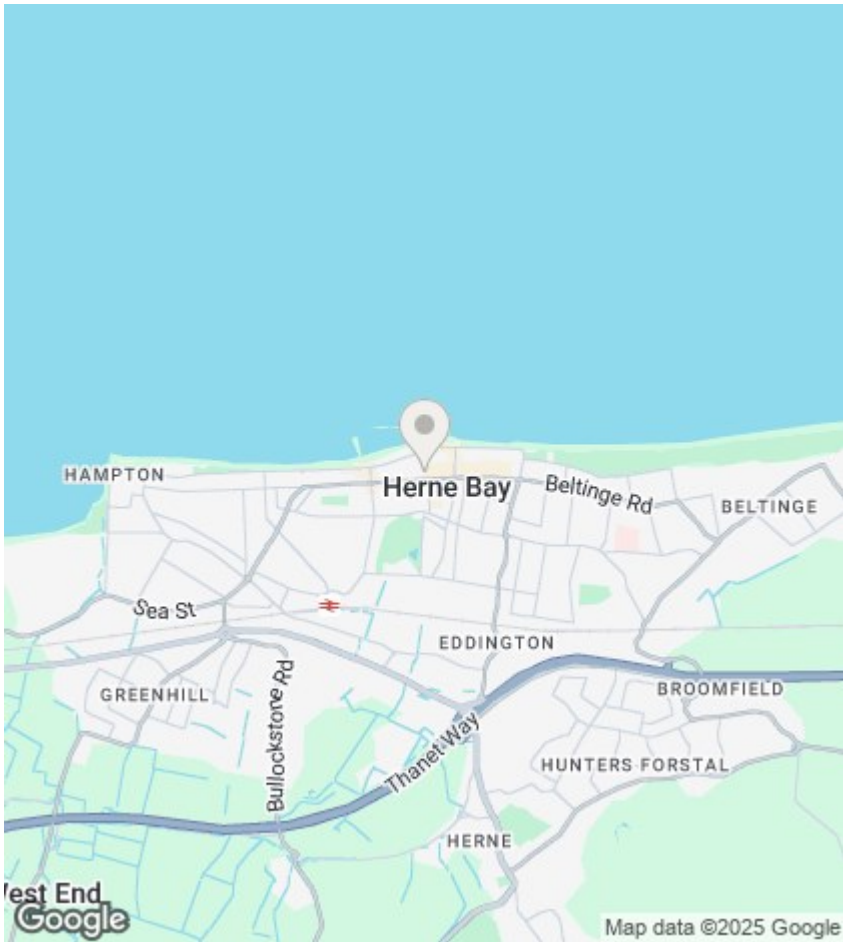 HAMPTON
Herne Bay
Beltinge Rd
BELTINGE
Sea St
EDDINGTON
GREENHILL
Bullockstone Rd
BROOMFIELD
Thanet Way
HUNTERS FORSTAL
HERNE
West End
Google
Map data ©2025 Google